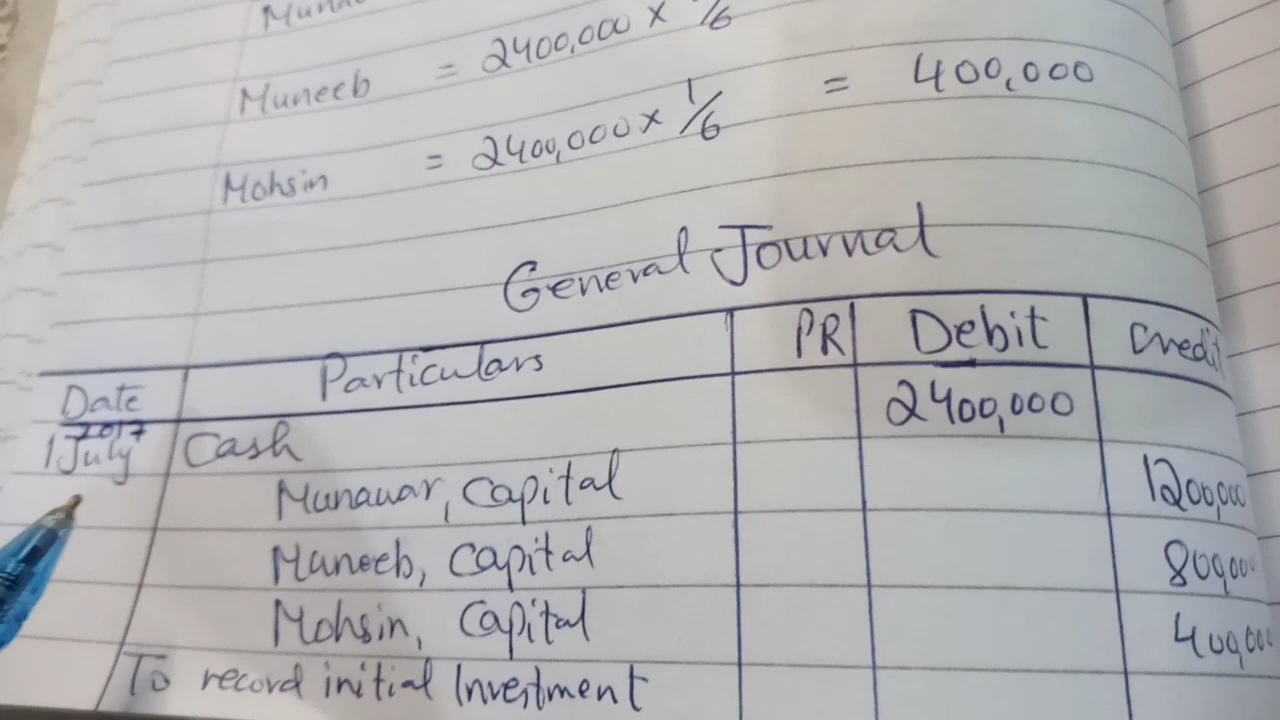 Muneeb = 2400,000 x /6
Mohsin = 2400,000 x 1/6 = 400,000
General Journal
Date Particulars PR Debit Credit
2017
1 July Cash 2400,000
Munawar, Capital 1200,000
Muneeb, Capital 800,000
Mohsin, Capital 400,000
To record initial Investment